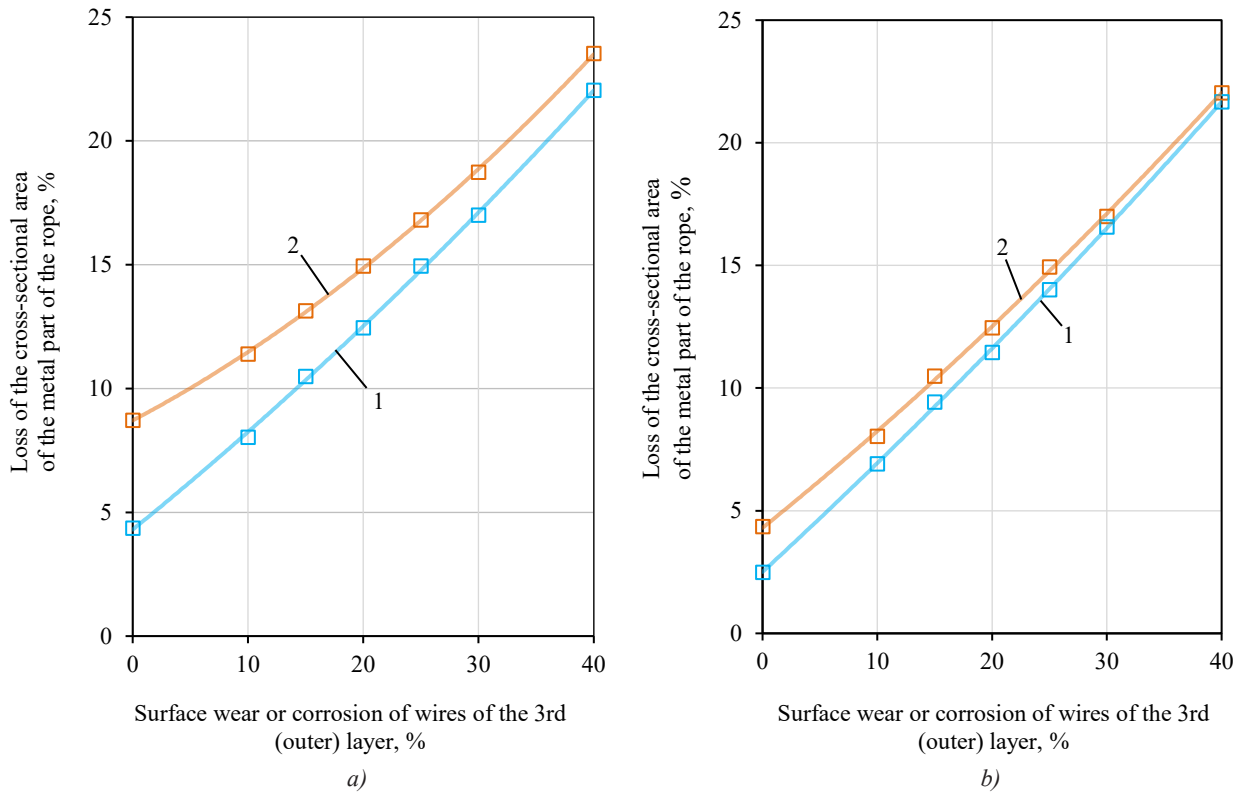 Loss of the cross-sectional area
of the metal part of the rope, %
25
20
15
10
5
0
2
1
0
10
20
30
40
Surface wear or corrosion of wires of the 3rd
(outer) layer, %
a)
Loss of the cross-sectional area
of the metal part of the rope, %
25
20
15
10
5
0
2
1
0
10
20
30
40
Surface wear or corrosion of wires of the 3rd
(outer) layer, %
b)